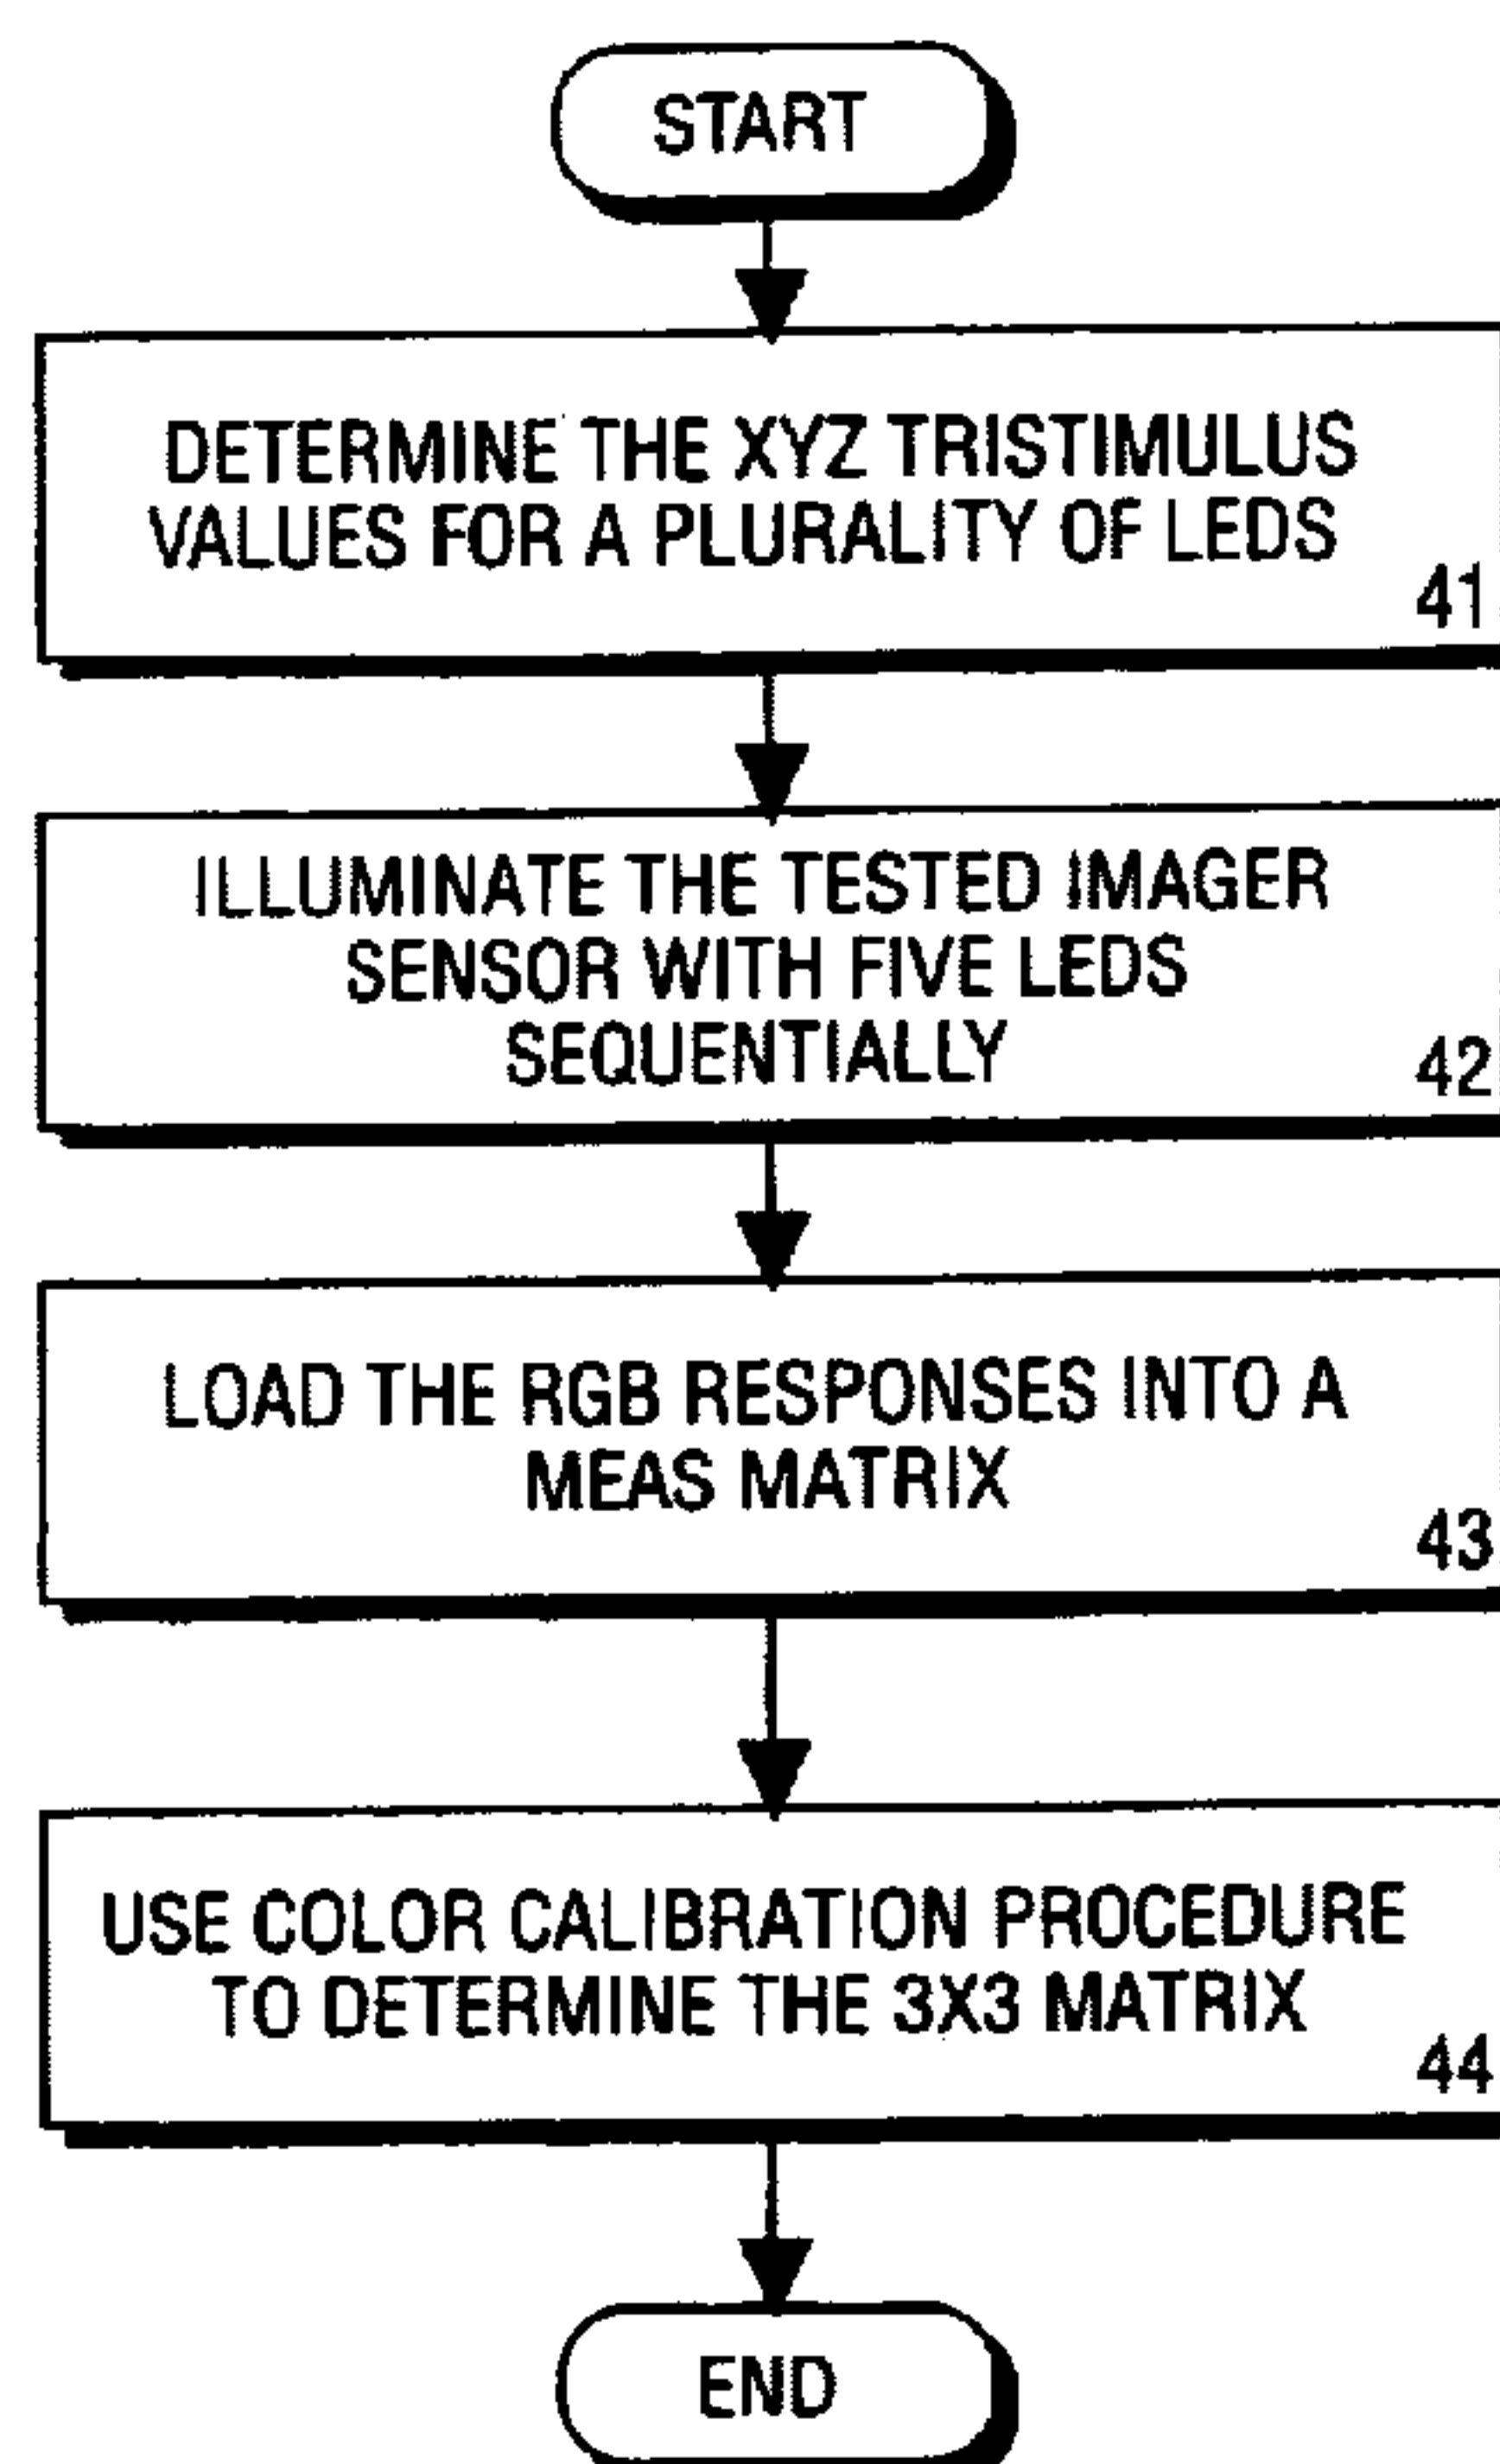 START
DETERMINE THE XYZ TRISTIMULUS
VALUES FOR A PLURALITY OF LEDS
41
ILLUMINATE THE TESTED IMAGER
SENSOR WITH FIVE LEDS
SEQUENTIALLY
42
LOAD THE RGB RESPONSES INTO A
MEAS MATRIX
43
USE COLOR CALIBRATION PROCEDURE
TO DETERMINE THE 3X3 MATRIX
44
END